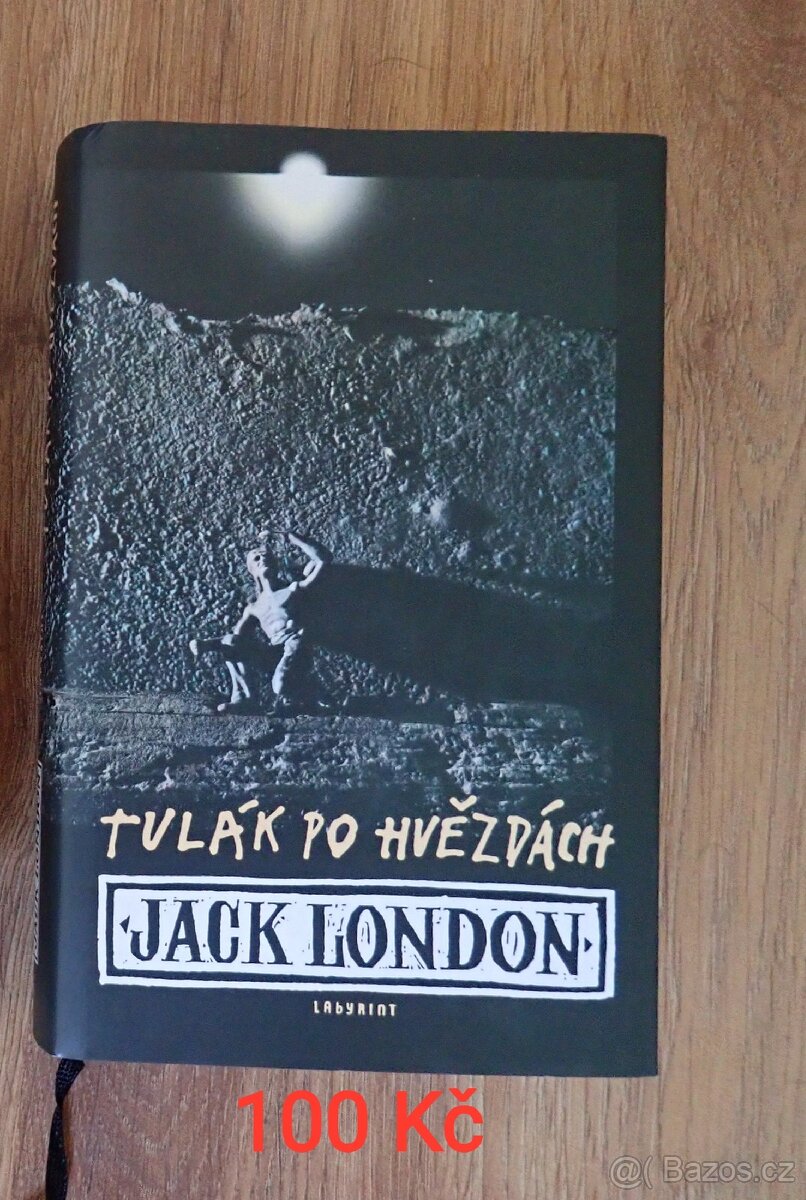 TULÁK PO HVĚZDÁCH
JACK LONDON
LAbYRINT
100 Kč
@( Bazos.cz